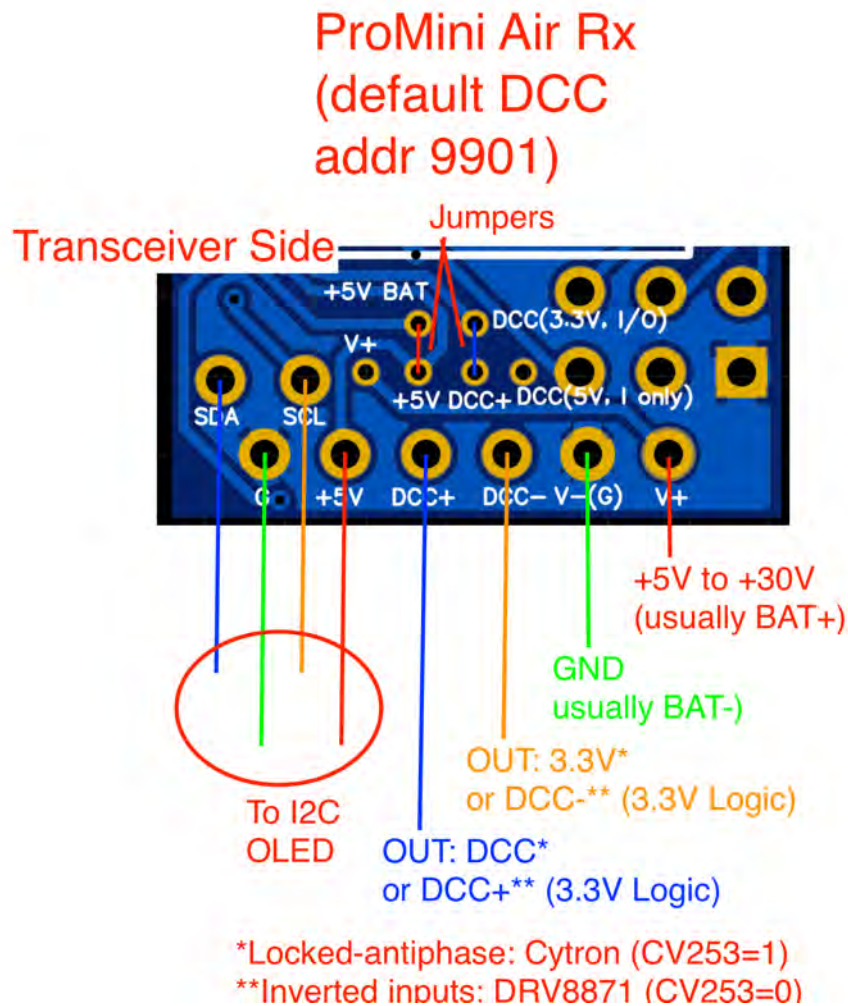 ProMini Air Rx
(default DCC
addr 9901)
Jumpers
Transceiver Side
+5V BAT
DCC(3.3V, I/O)
V+
+5V DCC+ DCC(5V, I only)
SDA SCL
G +5V DCC+ DCC- V-(G) V+
+5V to +30V
(usually BAT+)
GND
usually BAT-)
OUT: 3.3V*
or DCC-** (3.3V Logic)
To I2C
OLED
OUT: DCC*
or DCC+** (3.3V Logic)
*Locked-antiphase: Cytron (CV253=1)
**Inverted inputs: DRV8871 (CV253=0)